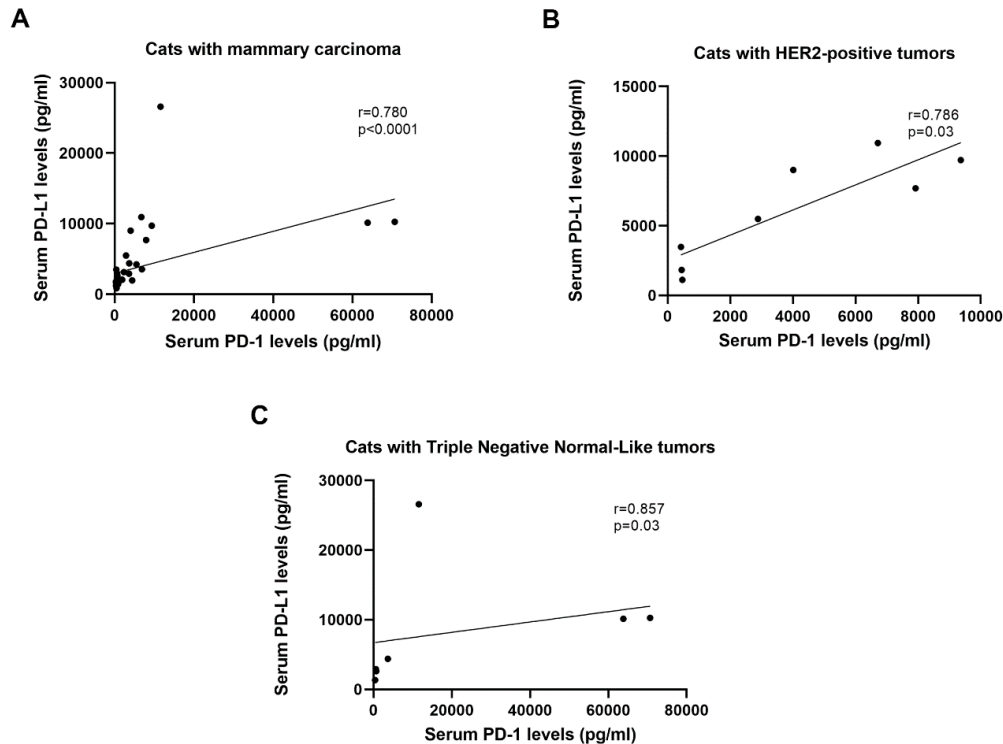 A
Cats with mammary carcinoma
Serum PD-L1 levels (pg/ml)
30000
20000
10000
0
r=0.780
p<0.0001
0 20000 40000 60000 80000
Serum PD-1 levels (pg/ml)
B
Cats with HER2-positive tumors
Serum PD-L1 levels (pg/ml)
15000
10000
5000
0
r=0.786
p=0.03
0 2000 4000 6000 8000 10000
Serum PD-1 levels (pg/ml)
C
Cats with Triple Negative Normal-Like tumors
Serum PD-L1 levels (pg/ml)
30000
20000
10000
0
r=0.857
p=0.03
0 20000 40000 60000 80000
Serum PD-1 levels (pg/ml)